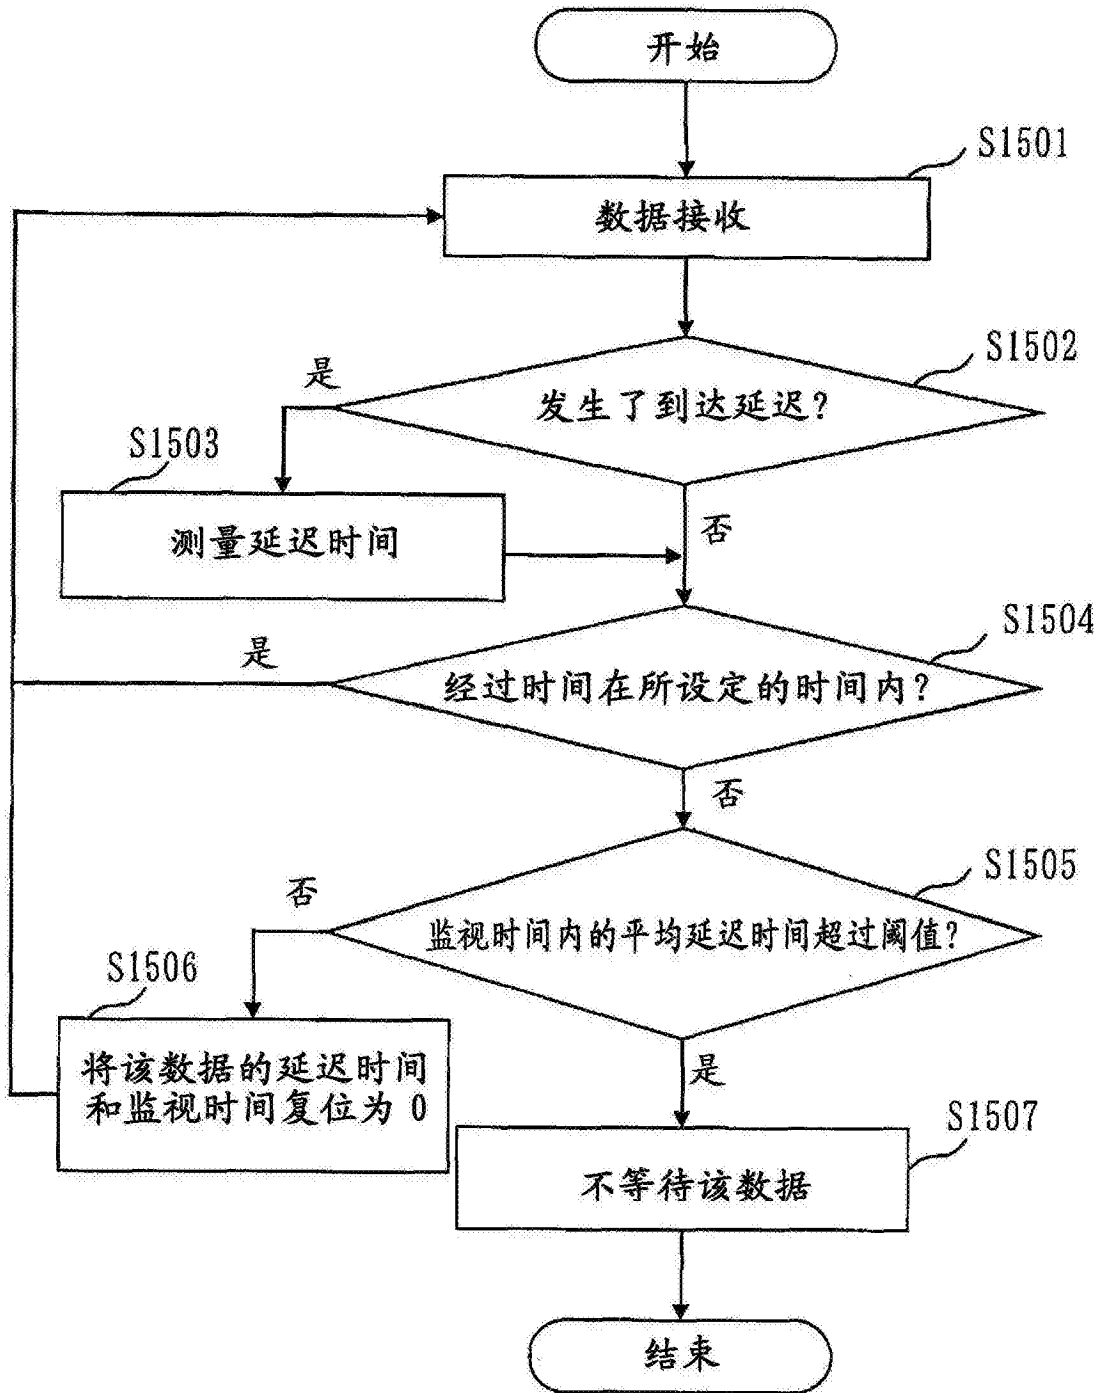 开始
S1501
数据接收
S1502
发生了到达延迟?
是
S1503
测量延迟时间
否
S1504
经过时间在所设定的时间内?
是
否
S1505
监视时间内的平均延迟时间超过阈值?
否
S1506
将该数据的延迟时间
和监视时间复位为 0
是
S1507
不等待该数据
结束